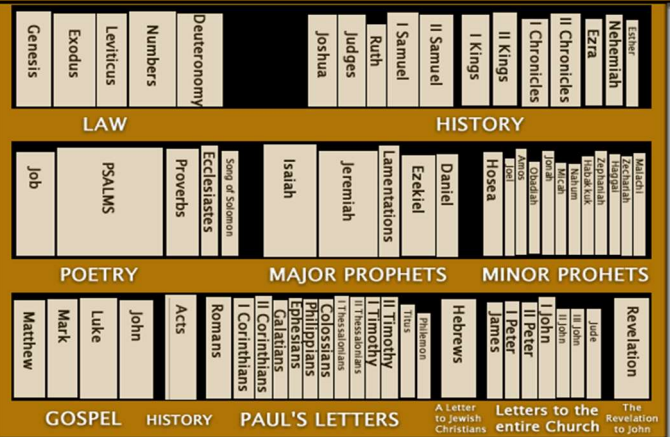 Genesis
Exodus
Leviticus
Numbers
Deuteronomy
Joshua
Judges
Ruth
I Samuel
II Samuel
I Kings
II Kings
I Chronicles
II Chronicles
Ezra
Nehemiah
Esther
LAW
HISTORY
Job
PSALMS
Proverbs
Ecclesiastes
Song of Solomon
Isaiah
Jeremiah
Lamentations
Ezekiel
Daniel
Hosea
Joel
Amos
Obadiah
Jonah
Micah
Nahum
Habakkuk
Zephaniah
Haggai
Zechariah
Malachi
POETRY
MAJOR PROPHETS
MINOR PROHETS
Matthew
Mark
Luke
John
Acts
Romans
I Corinthians
II Corinthians
Galatians
Ephesians
Philippians
Colossians
I Thessalonians
II Thessalonians
I Timothy
II Timothy
Titus
Philemon
Hebrews
James
I Peter
II Peter
I John
II John
III John
Jude
Revelation
GOSPEL
HISTORY
PAUL'S LETTERS
A Letter
to Jewish
Christians
Letters to the
entire Church
The
Revelation
to John